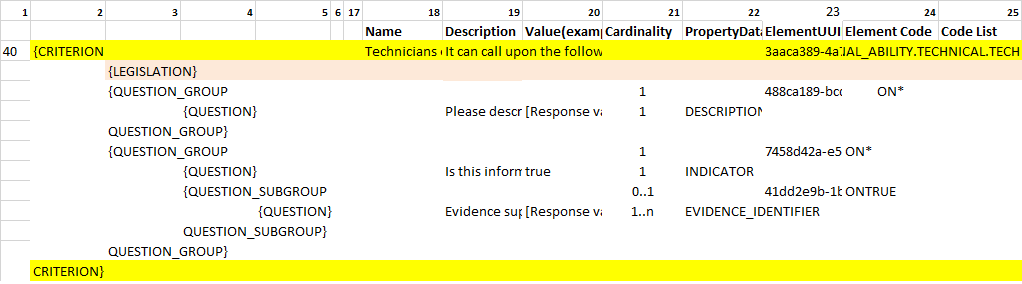 1 2 3 4 5 6 17 18 19 20 21 22 23 24 25
Name Description Value(examp Cardinality PropertyData ElementUUI Element Code Code List
40 {CRITERION Technicians It can call upon the follow 3aaca389-4a AL_ABILITY.TECHNICAL.TECH
{LEGISLATION}
{QUESTION_GROUP 1 488ca189-bcc ON*
{QUESTION} Please descr [Response va 1 DESCRIPTION
QUESTION_GROUP}
{QUESTION_GROUP 1 7458d42a-e5 ON*
{QUESTION} Is this inforn true 1 INDICATOR
{QUESTION_SUBGROUP 0..1 41dd2e9b-1b ONTRUE
{QUESTION} Evidence sup [Response va 1..n EVIDENCE_IDENTIFIER
QUESTION_SUBGROUP}
QUESTION_GROUP}
CRITERION}